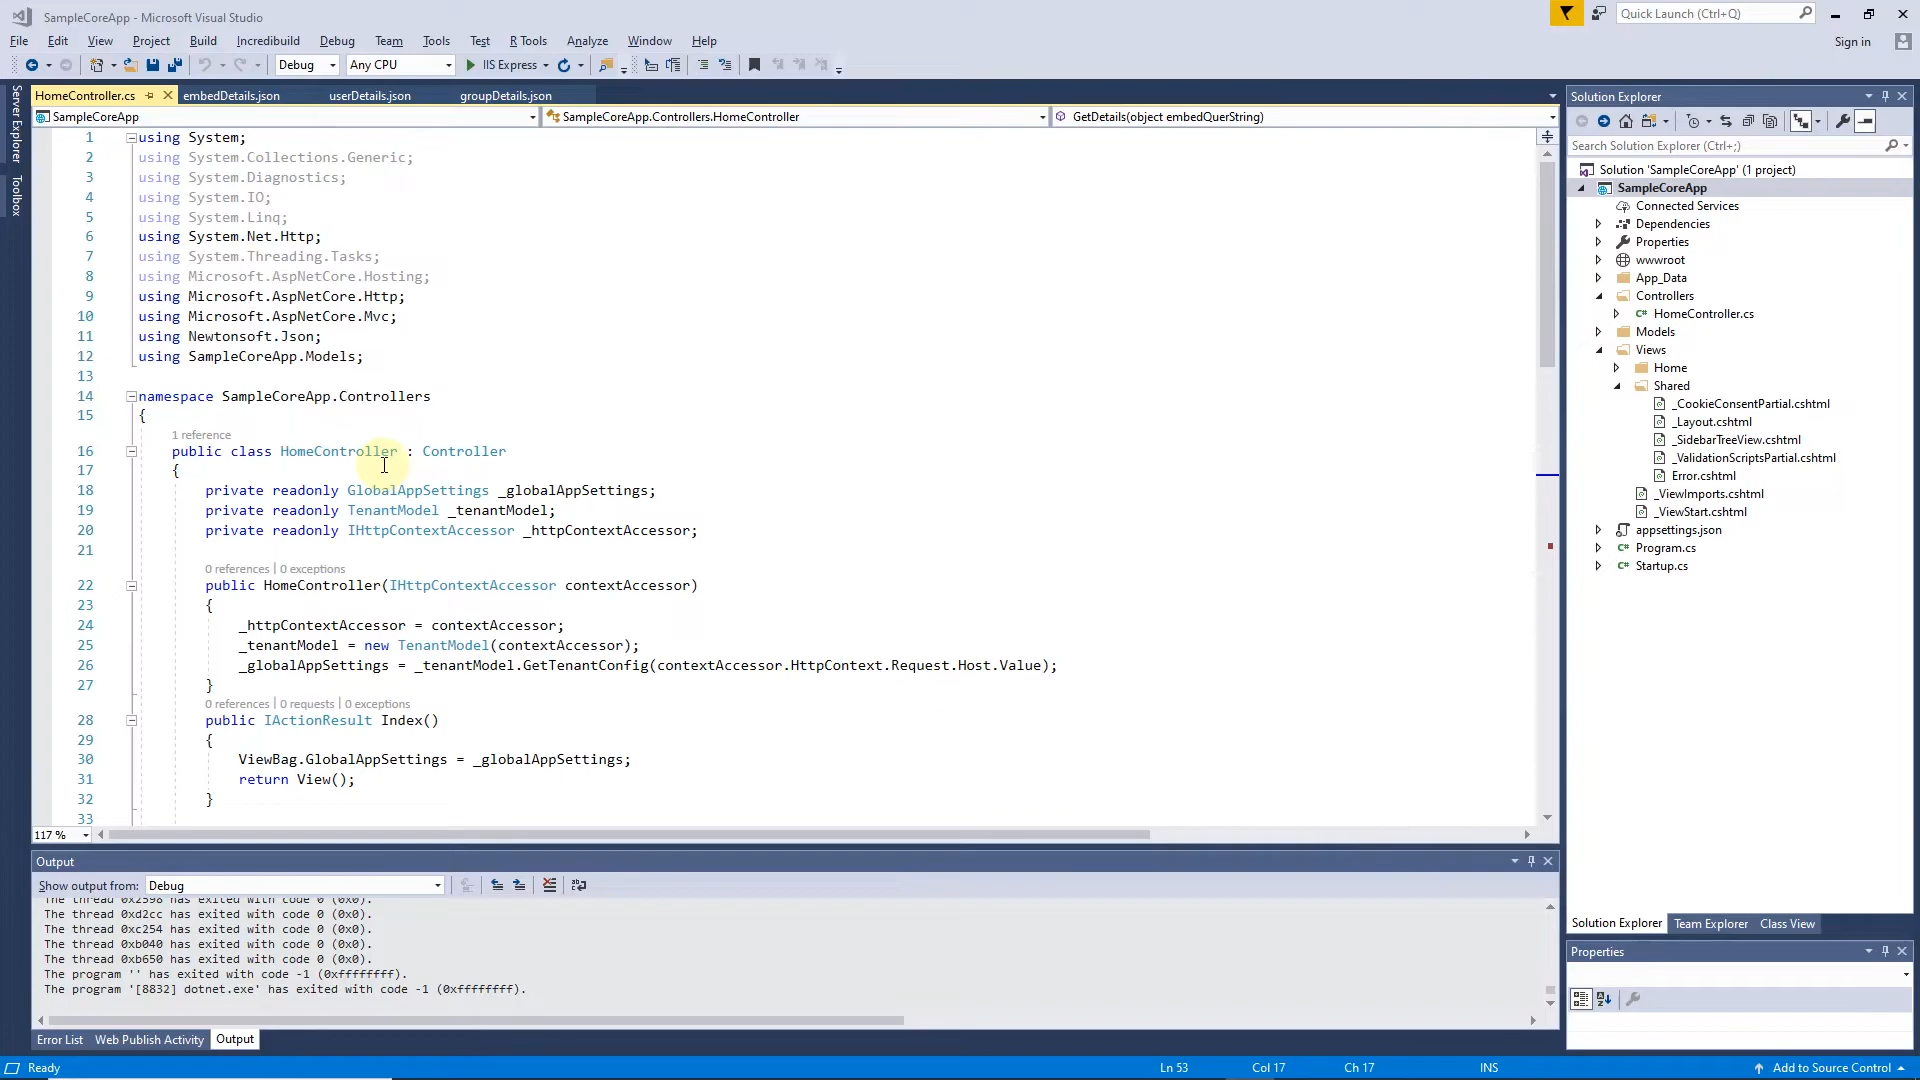 SampleCoreApp - Microsoft Visual Studio
Quick Launch (Ctrl+Q)
File Edit View Project Build Incredibuild Debug Team Tools Test R Tools Analyze Window Help
Sign in
Debug Any CPU IIS Express
Server Explorer
Toolbox
HomeController.cs embedDetails.json userDetails.json groupDetails.json
SampleCoreApp SampleCoreApp.Controllers.HomeController GetDetails(object embedQuerString)
1 using System;
2 using System.Collections.Generic;
3 using System.Diagnostics;
4 using System.IO;
5 using System.Linq;
6 using System.Net.Http;
7 using System.Threading.Tasks;
8 using Microsoft.AspNetCore.Hosting;
9 using Microsoft.AspNetCore.Http;
10 using Microsoft.AspNetCore.Mvc;
11 using Newtonsoft.Json;
12 using SampleCoreApp.Models;
13
14 namespace SampleCoreApp.Controllers
15 {
1 reference
16 public class HomeController : Controller
17 {
18 private readonly GlobalAppSettings _globalAppSettings;
19 private readonly TenantModel _tenantModel;
20 private readonly IHttpContextAccessor _httpContextAccessor;
21
0 references | 0 exceptions
22 public HomeController(IHttpContextAccessor contextAccessor)
23 {
24 _httpContextAccessor = contextAccessor;
25 _tenantModel = new TenantModel(contextAccessor);
26 _globalAppSettings = _tenantModel.GetTenantConfig(contextAccessor.HttpContext.Request.Host.Value);
27 }
0 references | 0 requests | 0 exceptions
28 public IActionResult Index()
29 {
30 ViewBag.GlobalAppSettings = _globalAppSettings;
31 return View();
32 }
33
117 %
Output
Show output from: Debug
The thread 0x2598 has exited with code 0 (0x0).
The thread 0xd2cc has exited with code 0 (0x0).
The thread 0xc254 has exited with code 0 (0x0).
The thread 0xb040 has exited with code 0 (0x0).
The thread 0xb650 has exited with code 0 (0x0).
The program '' has exited with code -1 (0xffffffff).
The program '[8832] dotnet.exe' has exited with code -1 (0xffffffff).
Error List Web Publish Activity Output
Solution Explorer
Search Solution Explorer (Ctrl+;)
Solution 'SampleCoreApp' (1 project)
SampleCoreApp
Connected Services
Dependencies
Properties
wwwroot
App_Data
Controllers
C# HomeController.cs
Models
Views
Home
Shared
_CookieConsentPartial.cshtml
_Layout.cshtml
_SidebarTreeView.cshtml
_ValidationScriptsPartial.cshtml
Error.cshtml
_ViewImports.cshtml
_ViewStart.cshtml
appsettings.json
C# Program.cs
C# Startup.cs
Solution Explorer Team Explorer Class View
Properties
Ready Ln 53 Col 17 Ch 17 INS Add to Source Control